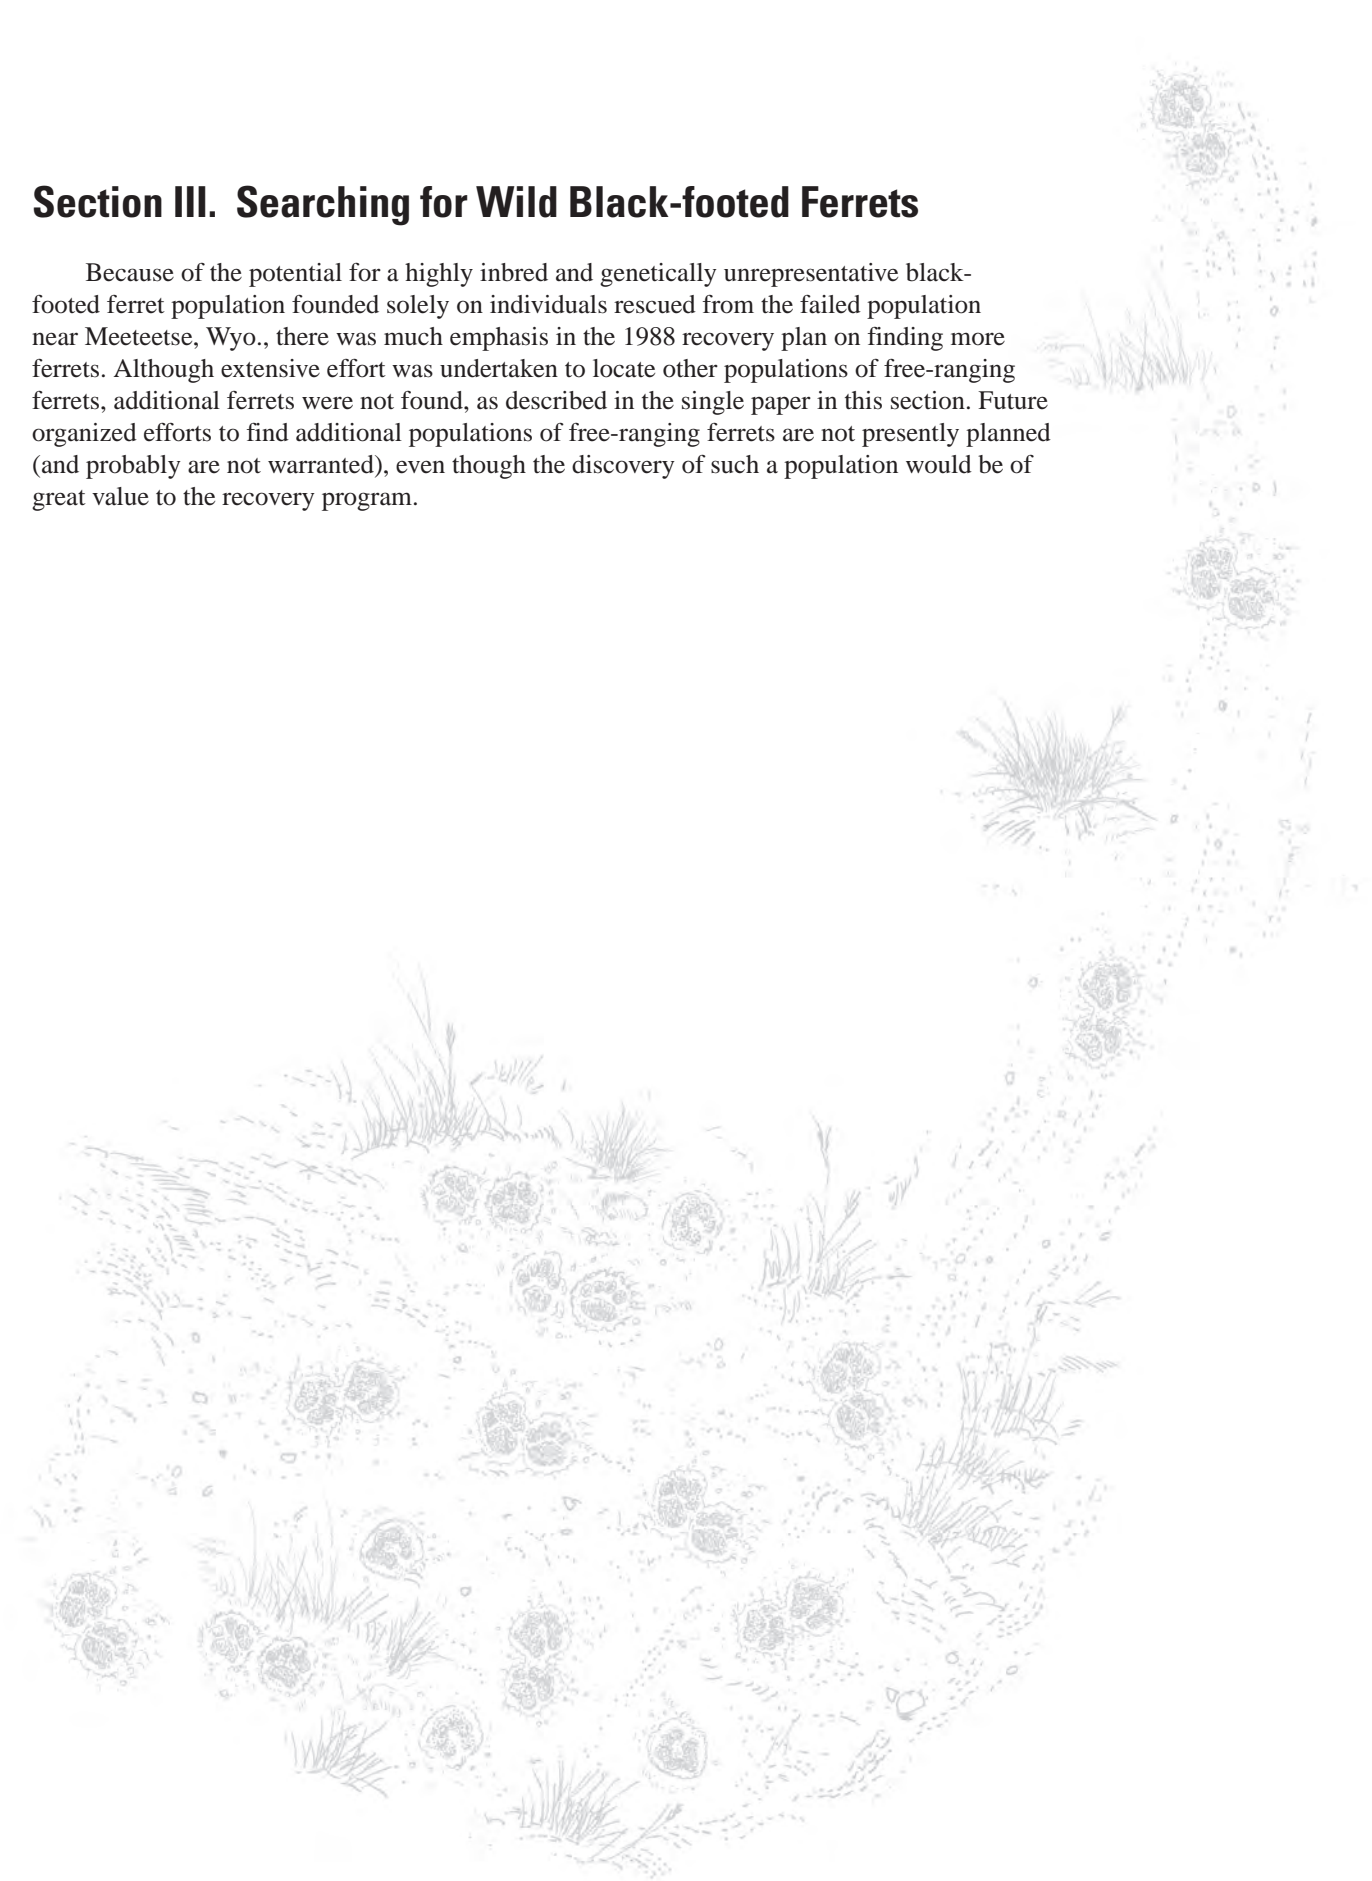 Section III. Searching for Wild Black-footed Ferrets
Because of the potential for a highly inbred and genetically unrepresentative black-
footed ferret population founded solely on individuals rescued from the failed population
near Meeteetse, Wyo., there was much emphasis in the 1988 recovery plan on finding more
ferrets. Although extensive effort was undertaken to locate other populations of free-ranging
ferrets, additional ferrets were not found, as described in the single paper in this section. Future
organized efforts to find additional populations of free-ranging ferrets are not presently planned
(and probably are not warranted), even though the discovery of such a population would be of
great value to the recovery program.